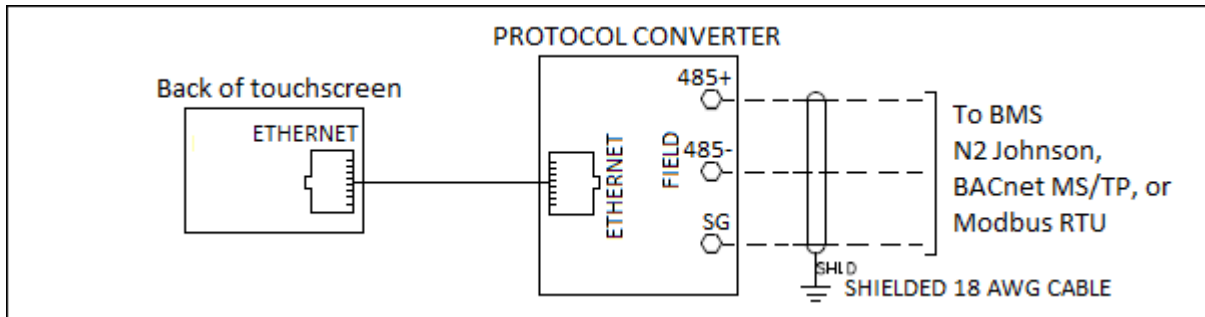 PROTOCOL CONVERTER
Back of touchscreen
ETHERNET
ETHERNET
FIELD
485+
485-
SG
To BMS
N2 Johnson,
BACnet MS/TP, or
Modbus RTU
SHLD
SHIELDED 18 AWG CABLE